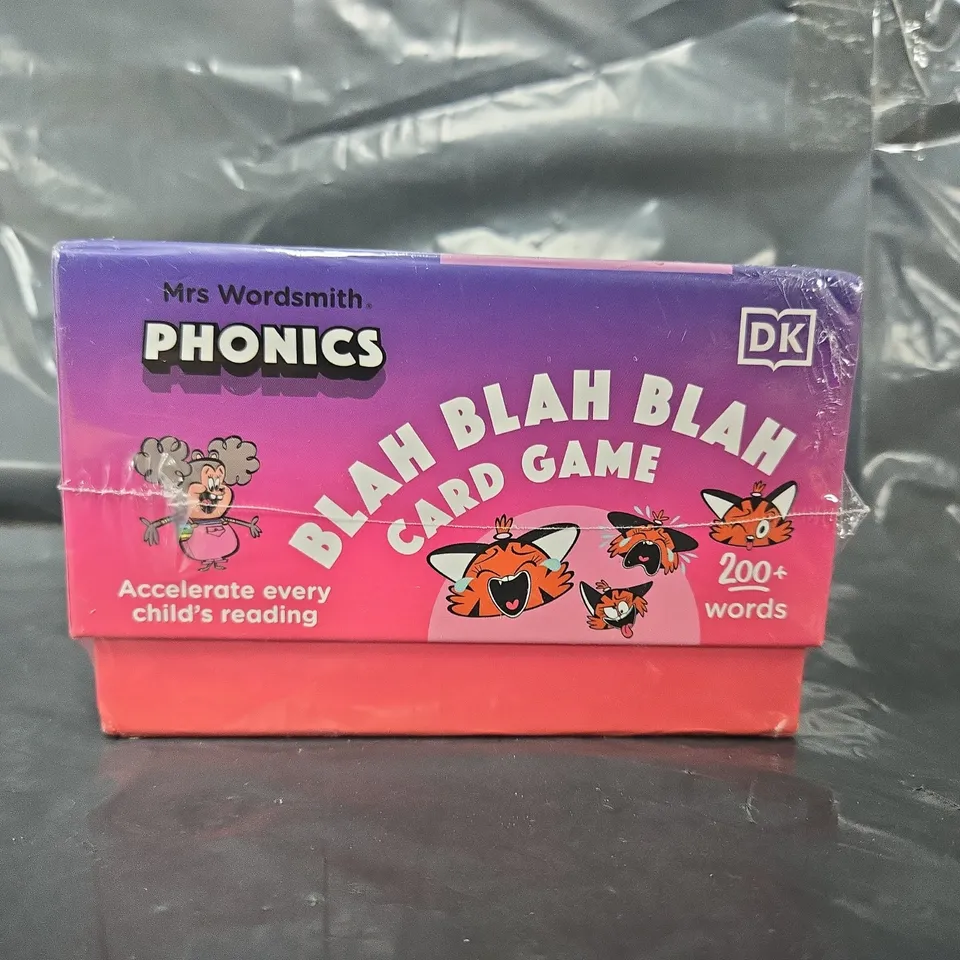 Mrs Wordsmith®
PHONICS
DK
BLAH BLAH BLAH
CARD GAME
Accelerate every
child's reading
200+
words